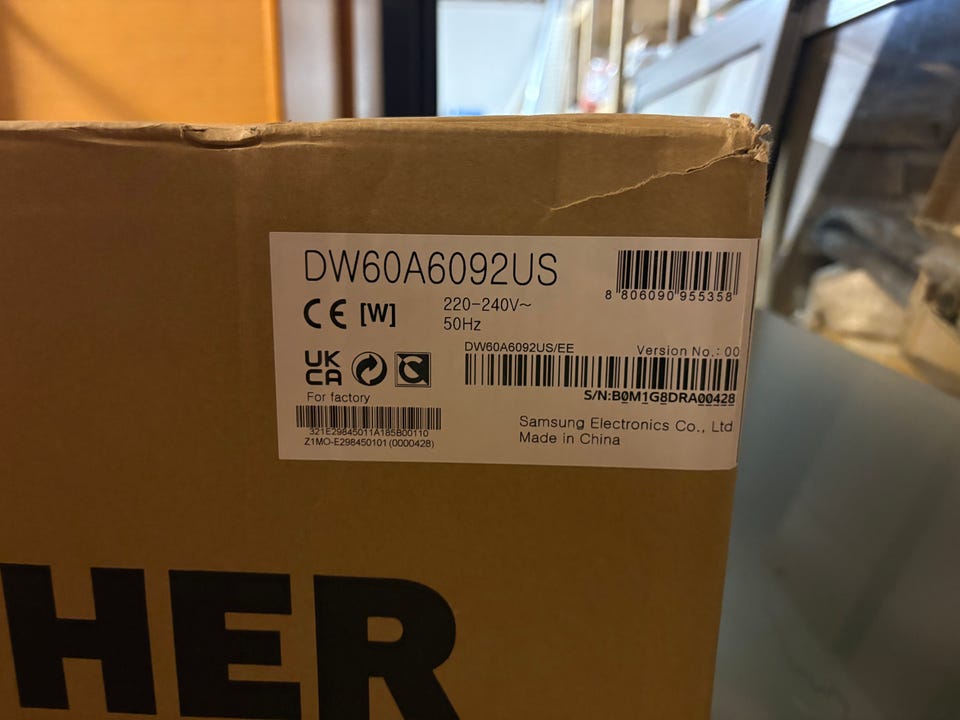 DW60A6092US
8 806090 955358
CE [W]
220-240V~
50Hz
DW60A6092US/EE
Version No.: 00
UK
CA
S/N:B0M1G8DRA00428
For factory
321E29845011A185800110
Z1MO-E298450101 (0000428)
Samsung Electronics Co., Ltd
Made in China
HER